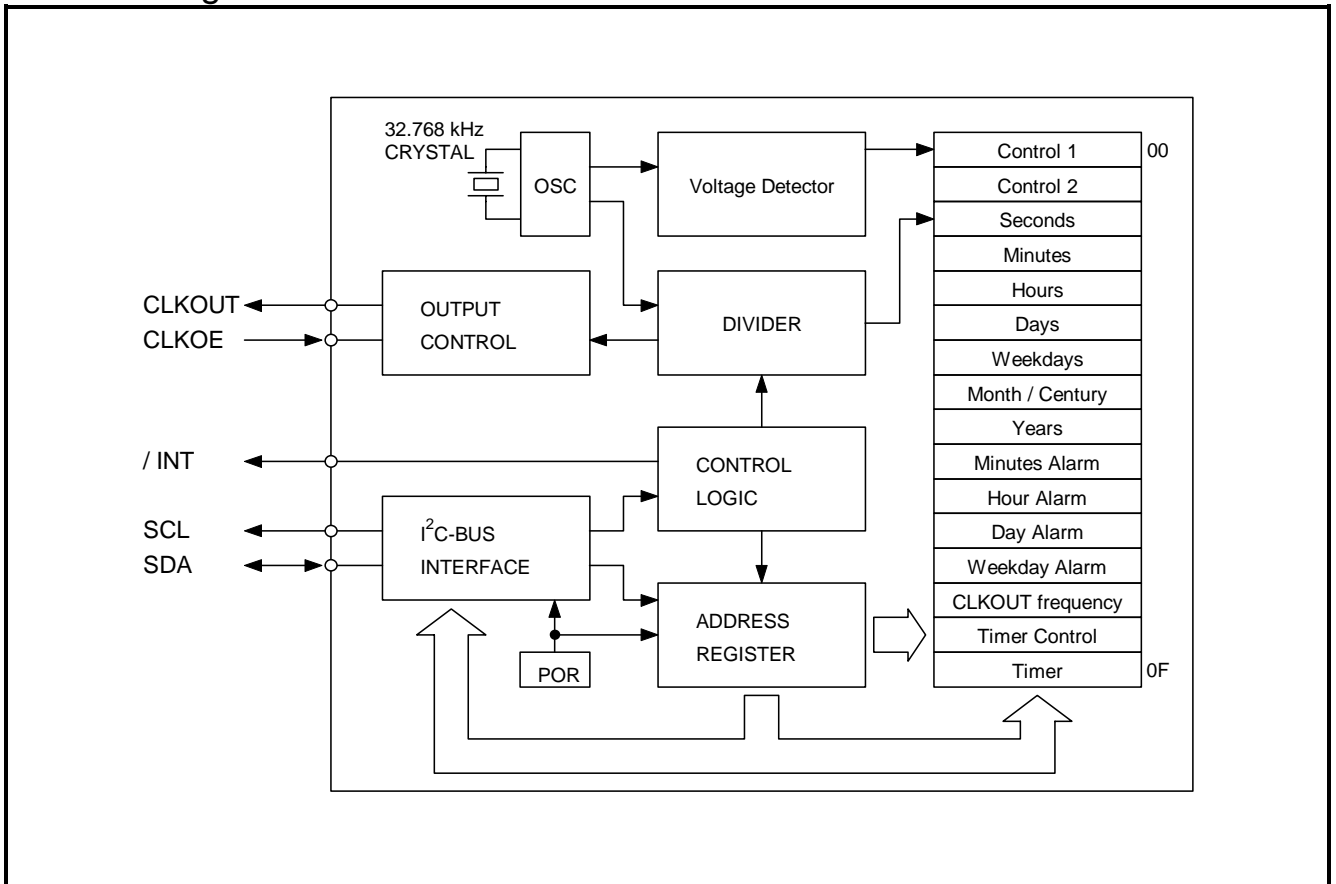 32.768 kHz
CRYSTAL
OSC
Voltage Detector
CLKOUT
CLKOE
OUTPUT
CONTROL
DIVIDER
/ INT
CONTROL
LOGIC
SCL
SDA
I²C-BUS
INTERFACE
ADDRESS
REGISTER
POR
Control 1
00
Control 2
Seconds
Minutes
Hours
Days
Weekdays
Month / Century
Years
Minutes Alarm
Hour Alarm
Day Alarm
Weekday Alarm
CLKOUT frequency
Timer Control
Timer
0F